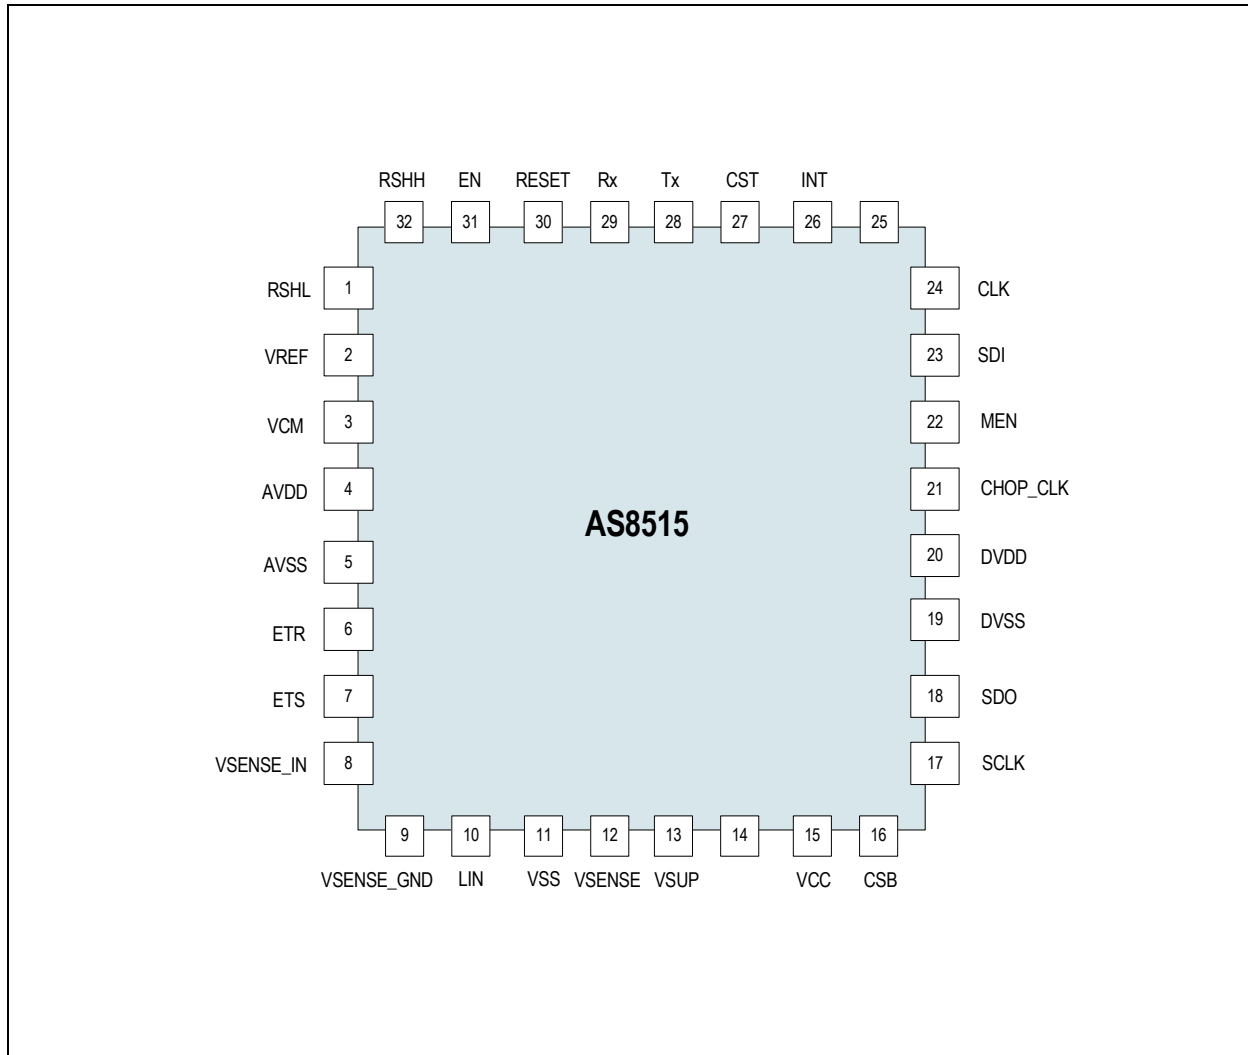 RSHH EN RESET Rx Tx CST INT
32 31 30 29 28 27 26 25
RSHL 1 24 CLK
VREF 2 23 SDI
VCM 3 22 MEN
AVDD 4 21 CHOP_CLK
AS8515
AVSS 5 20 DVDD
ETR 6 19 DVSS
ETS 7 18 SDO
VSENSE_IN 8 17 SCLK
9 10 11 12 13 14 15 16
VSENSE_GND LIN VSS VSENSE VSUP VCC CSB